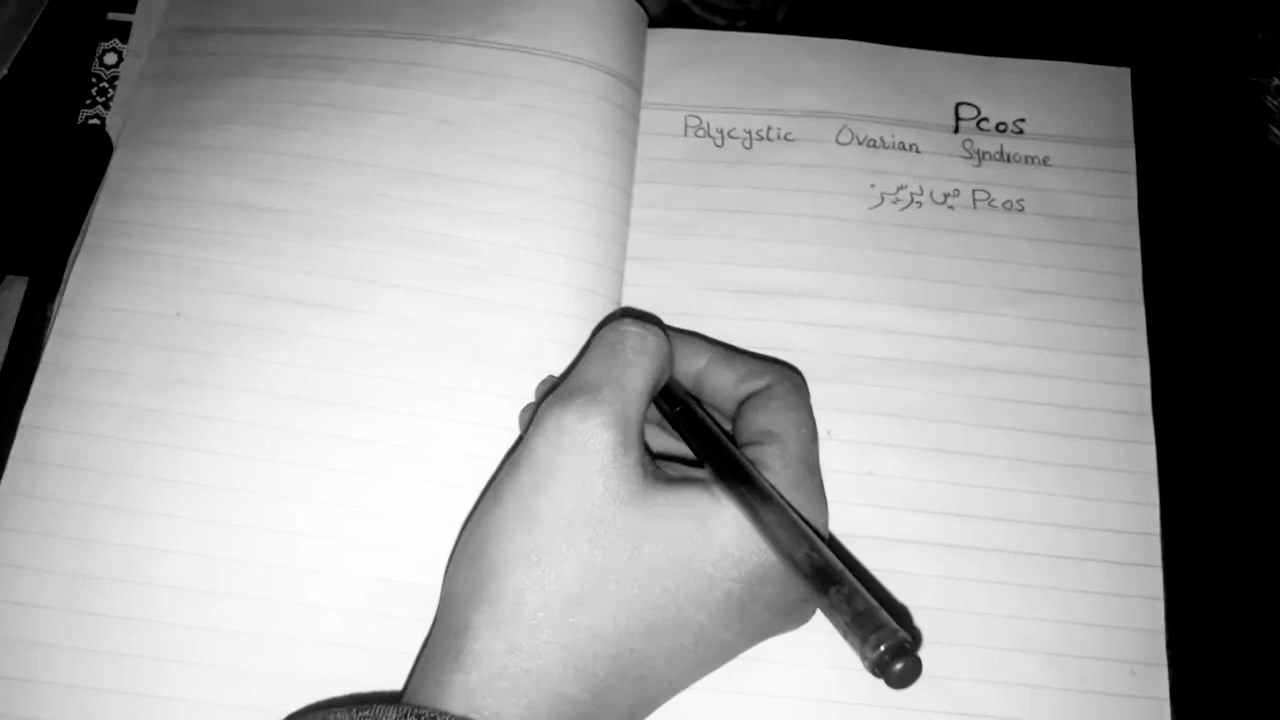 Pcos
Polycystic Ovarian Syndrome
Pcos میں پرہیز